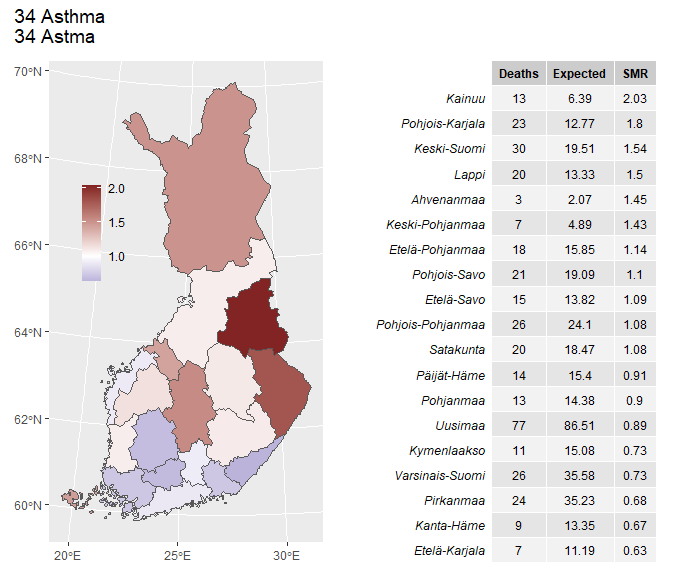 34 Asthma
34 Astma
70°N
68°N
66°N
64°N
62°N
60°N
20°E 25°E 30°E
2.0
1.5
1.0
Deaths Expected SMR
Kainuu 13 6.39 2.03
Pohjois-Karjala 23 12.77 1.8
Keski-Suomi 30 19.51 1.54
Lappi 20 13.33 1.5
Ahvenanmaa 3 2.07 1.45
Keski-Pohjanmaa 7 4.89 1.43
Etelä-Pohjanmaa 18 15.85 1.14
Pohjois-Savo 21 19.09 1.1
Etelä-Savo 15 13.82 1.09
Pohjois-Pohjanmaa 26 24.1 1.08
Satakunta 20 18.47 1.08
Päijät-Häme 14 15.4 0.91
Pohjanmaa 13 14.38 0.9
Uusimaa 77 86.51 0.89
Kymenlaakso 11 15.08 0.73
Varsinais-Suomi 26 35.58 0.73
Pirkanmaa 24 35.23 0.68
Kanta-Häme 9 13.35 0.67
Etelä-Karjala 7 11.19 0.63